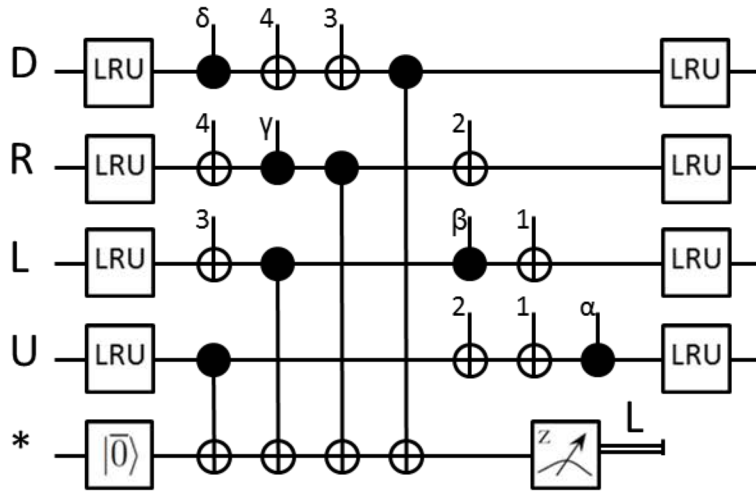 δ 4 3
D LRU LRU
4 γ 2
R LRU LRU
3 β 1
L LRU LRU
2 1 α
U LRU LRU
* |0̅⟩ Z L